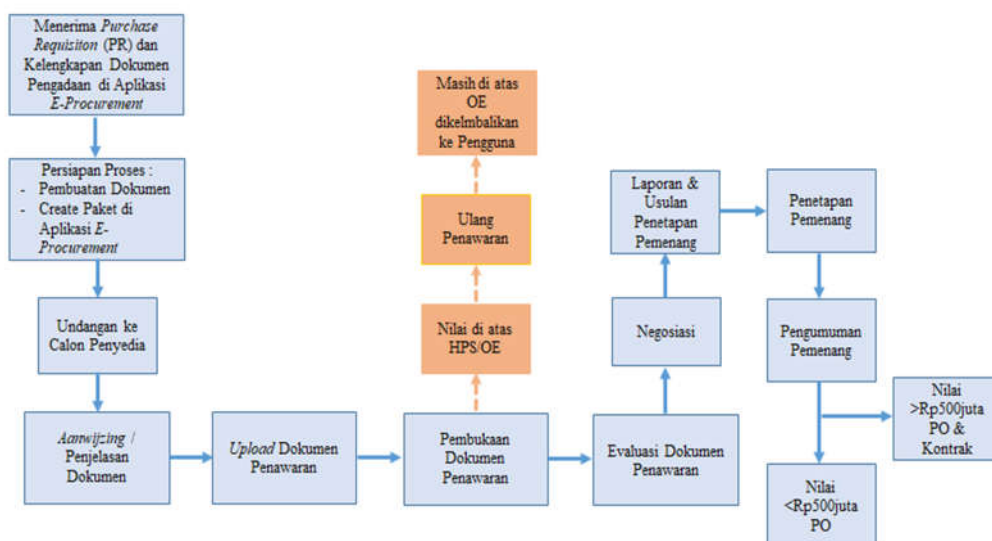 Menerima Purchase
Requisiton (PR) dan
Kelengkapan Dokumen
Pengadaan di Aplikasi
E-Procurement
Persiapan Proses :
- Pembuatan Dokumen
- Create Paket di
Aplikasi E-
Procurement
Undangan ke
Calon Penyedia
Aanwijzing /
Penjelasan
Dokumen
Upload Dokumen
Penawaran
Masih di atas
OE
dikelmbalikan
ke Pengguna
Ulang
Penawaran
Nilai di atas
HPS/OE
Pembukaan
Dokumen
Penawaran
Evaluasi Dokumen
Penawaran
Negosiasi
Laporan &
Usulan
Penetapan
Pemenang
Penetapan
Pemenang
Pengumuman
Pemenang
Nilai
>Rp500juta
PO &
Kontrak
Nilai
<Rp500juta
PO